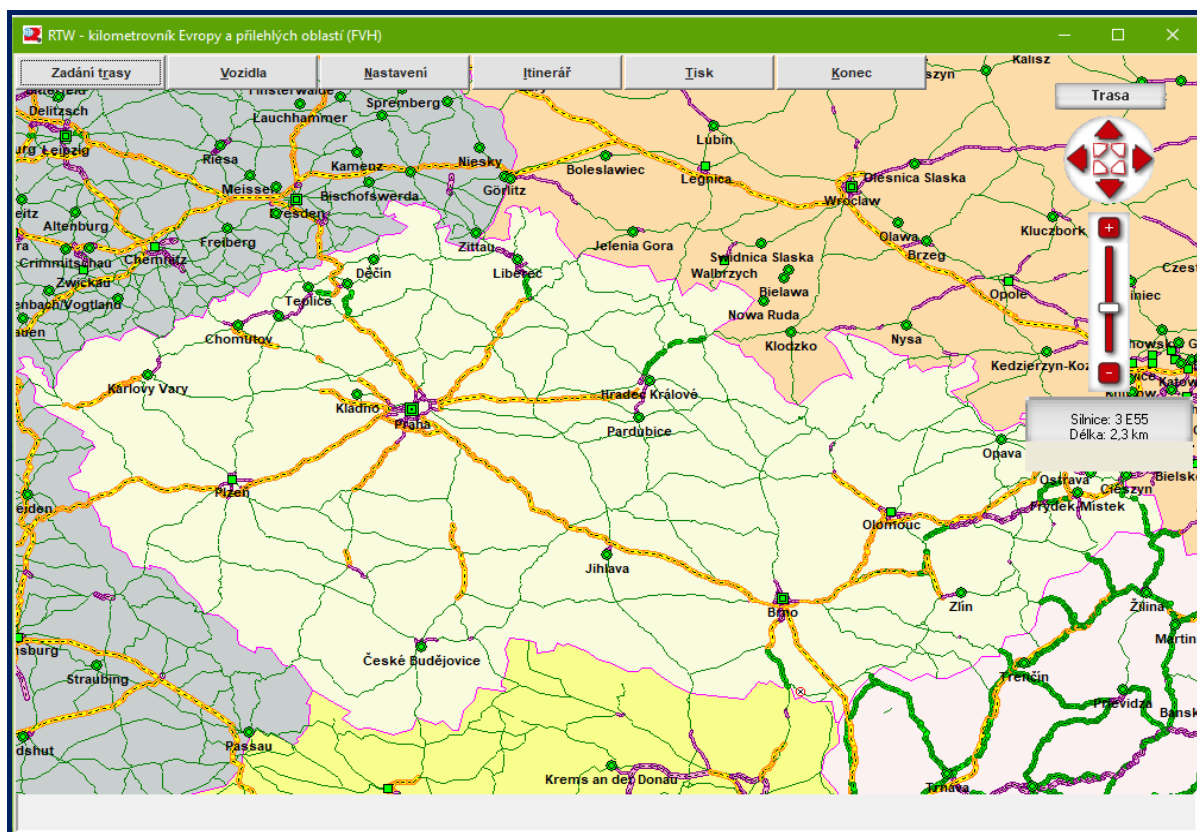 RTW - kilometrovník Evropy a přilehlých oblastí (FVH)
Zadání trasy
Vozidla
Nastavení
Itinerář
Tisk
Konec
Trasa
Kalisz
Delitzsch
Lauchhammer
Spremberg
Leipzig
Riesa
Kamenz
Niesky
Boleslawiec
Lubin
Legnica
Olesnica Slaska
Meissen
Bischofswerda
Görlitz
Wroclaw
Dresden
Altenburg
Freiberg
Zittau
Jelenia Gora
Olawa
Kluczbork
Crimmitschau
Chemnitz
Děčín
Liberec
Swidnica Slaska
Walbrzych
Brzeg
Zwickau
Teplice
Bielawa
Opole
Nowa Ruda
Chomutov
Klodzko
Nysa
Karlovy Vary
Kladno
Hradec Králové
Praha
Pardubice
Silnice: 3 E55
Délka: 2,3 km
Opava
Plzeň
Ostrava
Cieszyn
Olomouc
Frýdek-Místek
Jihlava
Brno
Zlín
Žilina
Martin
České Budějovice
Straubing
Trenčín
Prievidza
Passau
Krems an der Donau
Trnava